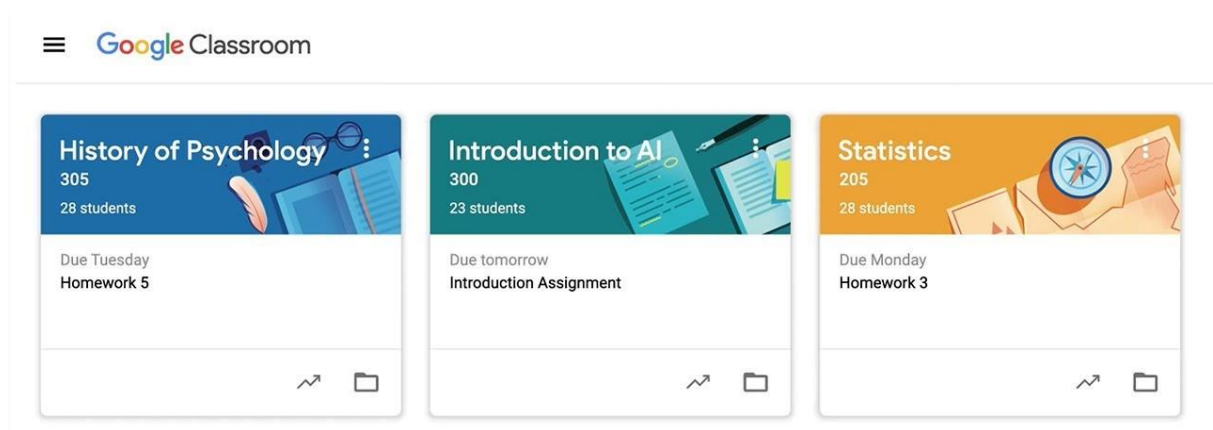 Google Classroom
History of Psychology
305
28 students
Due Tuesday
Homework 5
Introduction to AI
300
23 students
Due tomorrow
Introduction Assignment
Statistics
205
28 students
Due Monday
Homework 3